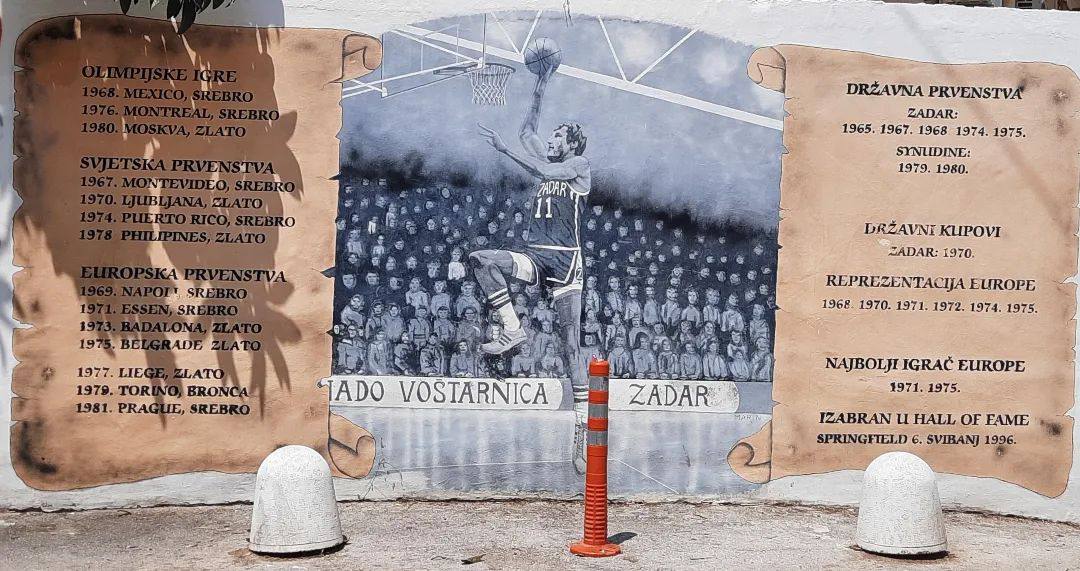 OLIMPIJSKE IGRE
1968. MEXICO, SREBRO
1976. MONTREAL, SREBRO
1980. MOSKVA, ZLATO
SVJETSKA PRVENSTVA
1967. MONTEVIDEO, SREBRO
1970. LJUBLJANA, ZLATO
1974. PUERTO RICO, SREBRO
1978 PHILIPINES, ZLATO
EUROPSKA PRVENSTVA
1969. NAPOLI, SREBRO
1971. ESSEN, SREBRO
1973. BADALONA, ZLATO
1975. BELGRADE ZLATO
1977. LIEGE, ZLATO
1979. TORINO, BRONCA
1981. PRAGUE, SREBRO
ZADAR
11
IADO VOŠTARNICA ZADAR
MARIN
DRŽAVNA PRVENSTVA
ZADAR:
1965. 1967. 1968 1974. 1975.
SYNUDINE:
1979. 1980.
DRŽAVNI KUPOVI
ZADAR: 1970.
REPREZENTACIJA EUROPE
1968. 1970. 1971. 1972. 1974. 1975.
NAJBOLJI IGRAČ EUROPE
1971. 1975.
IZABRAN U HALL OF FAME
SPRINGFIELD 6. SVIBANJ 1996.